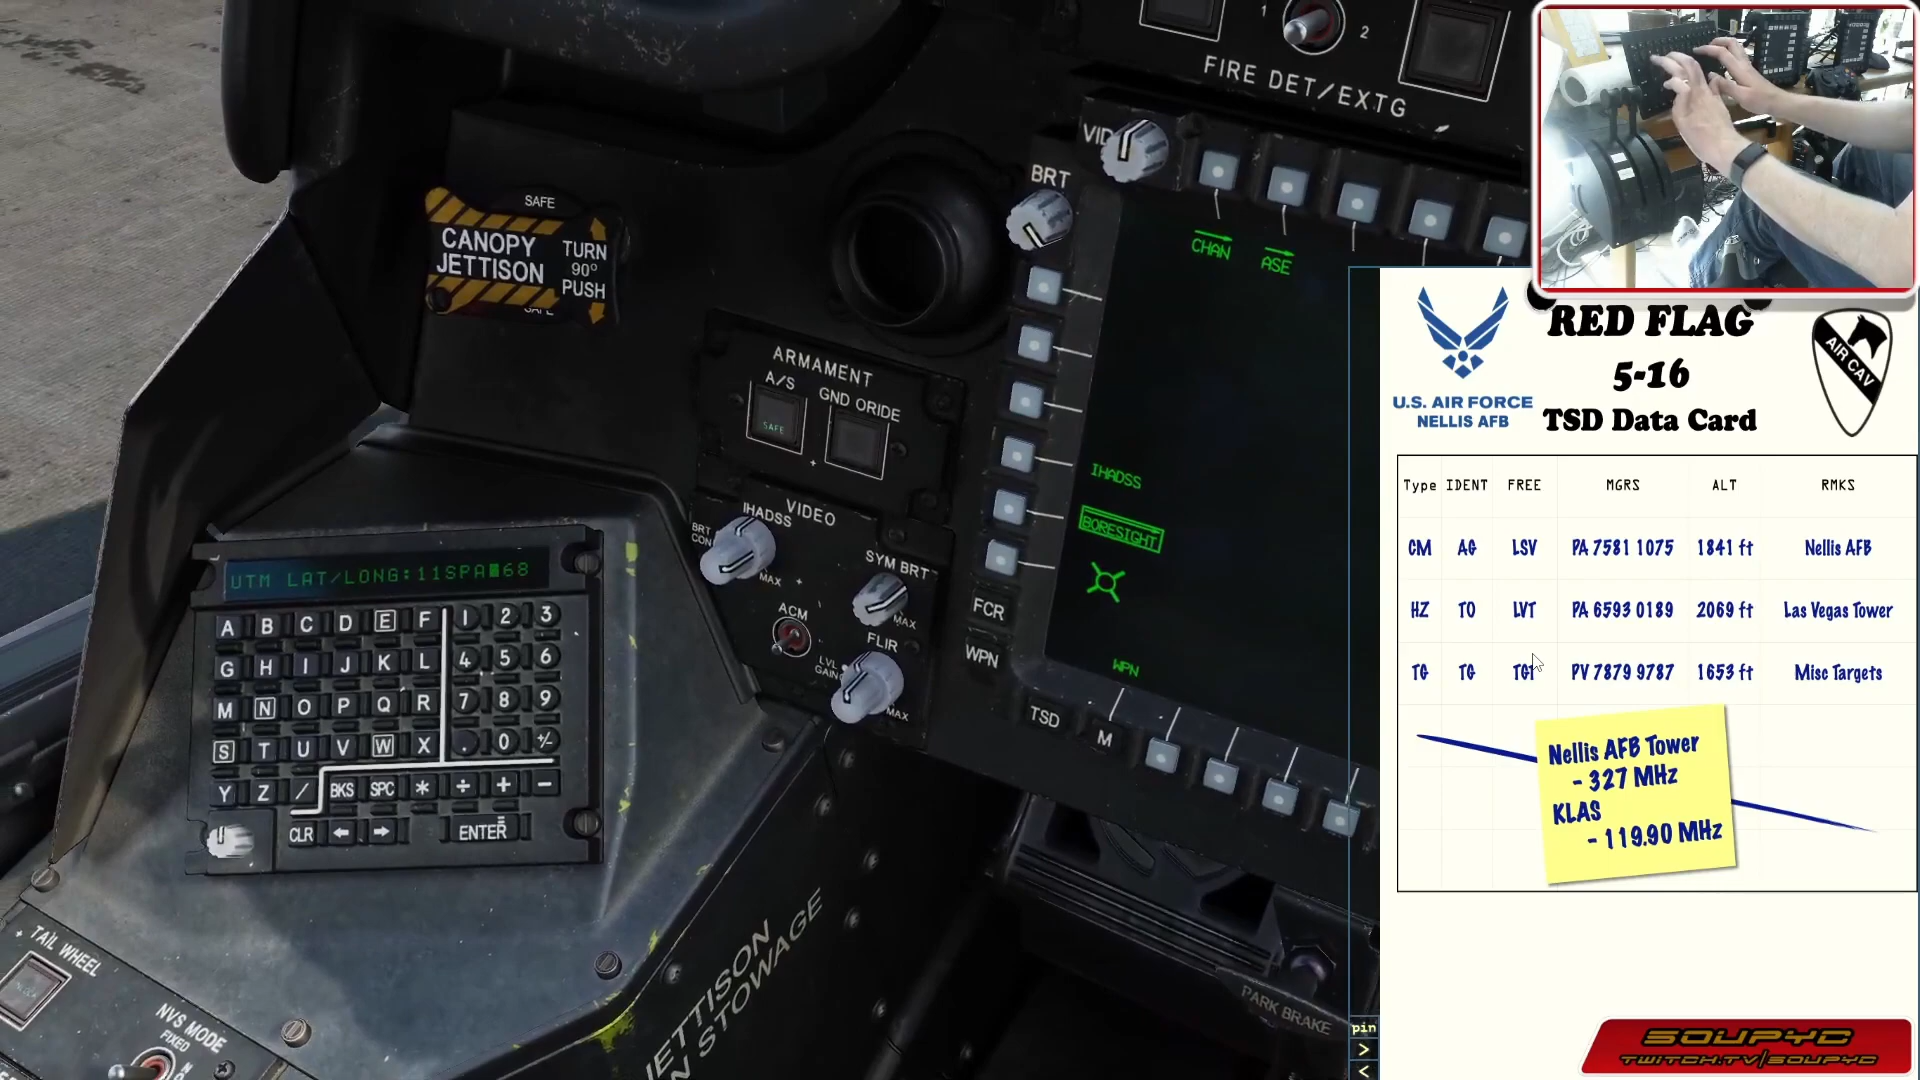 1
2
FIRE DET/EXTG
VID
BRT
SAFE
CANOPY
JETTISON
TURN
90°
PUSH
SAFE
CHAN
ASE
ARMAMENT
A/S
GND ORIDE
SAFE
VIDEO
IHADSS
BRT
CON
MAX
SYM BRT
MAX
ACM
FLIR
LVL
GAIN
MAX
IHADSS
BORESIGHT
WPN
FCR
WPN
TSD
M
UTM LAT/LONG:11SPA 68
A B C D E F 1 2 3
G H I J K L 4 5 6
M N O P Q R 7 8 9
S T U V W X . 0 +/-
Y Z / BKS SPC * ÷ + -
CLR ← → ENTER
TAIL WHEEL
NVS MODE
FIXED
JETTISON
STOWAGE
PARK BRAKE
U.S. AIR FORCE
NELLIS AFB
RED FLAG
5-16
TSD Data Card
AIR CAV
Type IDENT FREE MGRS ALT RMKS
CM AG LSV PA 7581 1075 1841 ft Nellis AFB
HZ TO LVT PA 6593 0189 2069 ft Las Vegas Tower
TG TG TGT PV 7879 9787 1653 ft Misc Targets
Nellis AFB Tower
- 327 MHz
KLAS
- 119.90 MHz
pin
>
<
SOUPYC
TWITCH.TV/SOUPYC